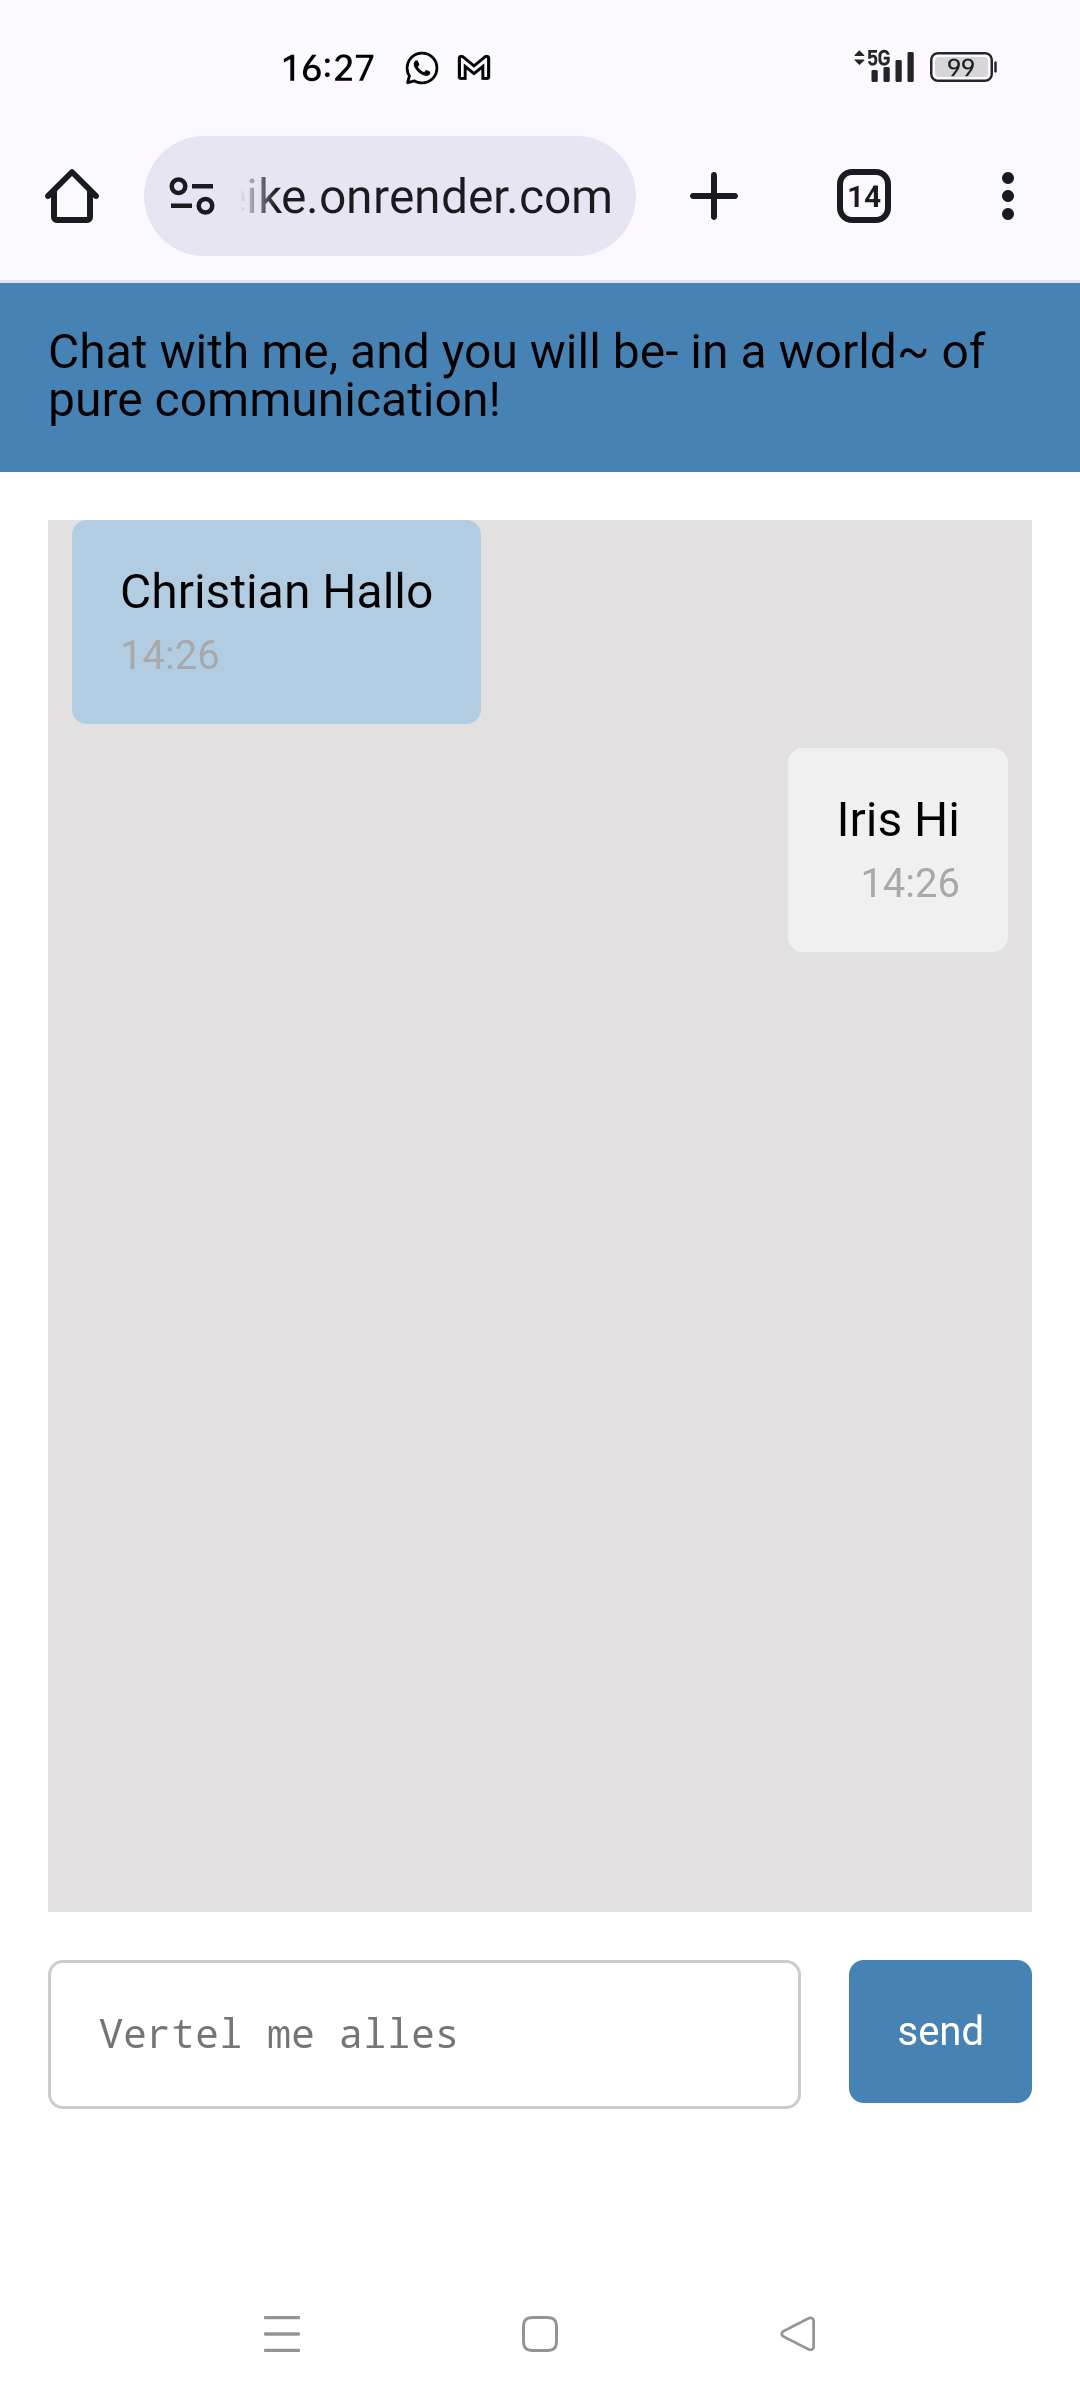 16:27
5G
99
ike.onrender.com
14
Chat with me, and you will be- in a world~ of
pure communication!
Christian Hallo
14:26
Iris Hi
14:26
Vertel me alles
send